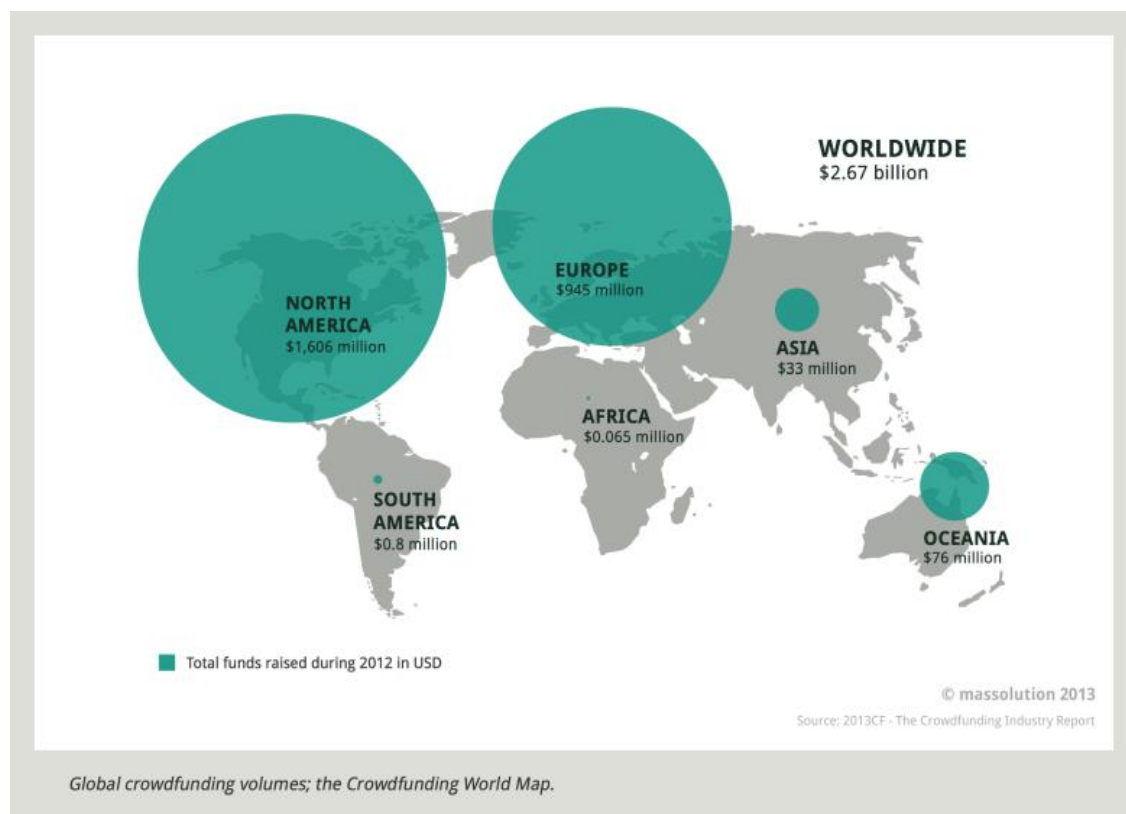 WORLDWIDE
$2.67 billion
EUROPE
$945 million
NORTH
AMERICA
$1,606 million
ASIA
$33 million
AFRICA
$0.065 million
SOUTH
AMERICA
$0.8 million
OCEANIA
$76 million
Total funds raised during 2012 in USD
© massolution 2013
Source: 2013CF - The Crowdfunding Industry Report
Global crowdfunding volumes; the Crowdfunding World Map.